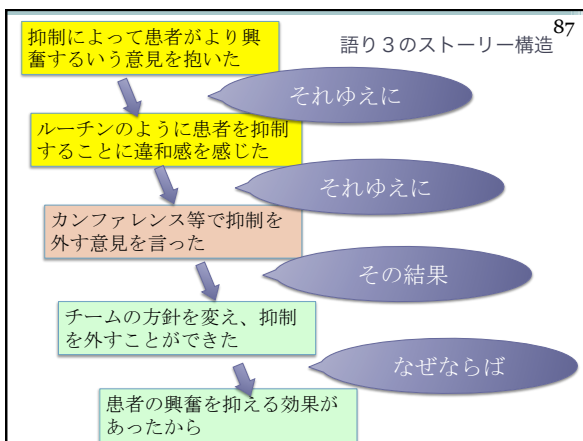 87
語り３のストーリー構造
抑制によって患者がより興
奮するいう意見を抱いた
それゆえに
ルーチンのように患者を抑制
することに違和感を感じた
それゆえに
カンファレンス等で抑制を
外す意見を言った
その結果
チームの方針を変え、抑制
を外すことができた
なぜならば
患者の興奮を抑える効果が
あったから